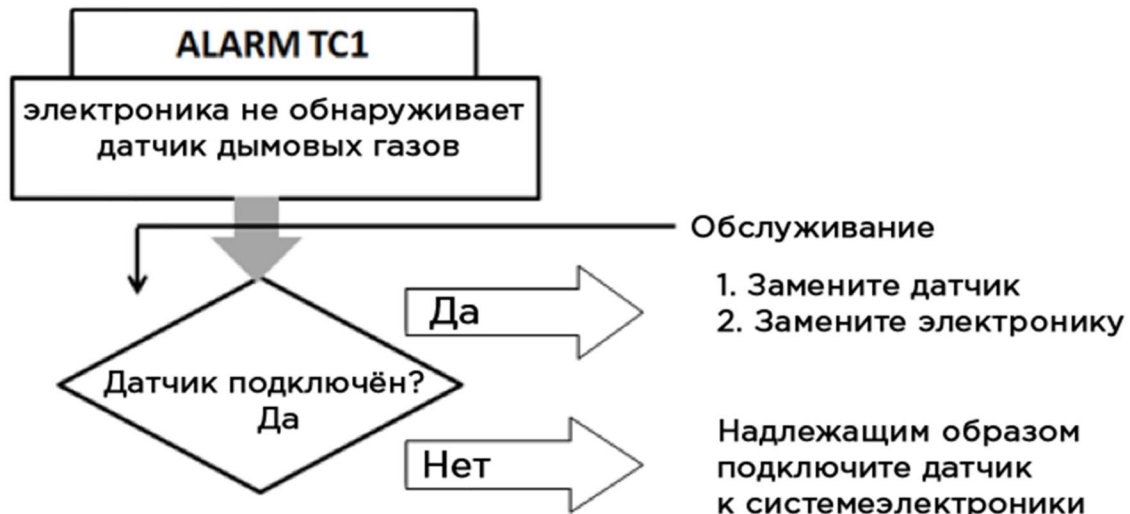 ALARM TC1
электроника не обнаруживает
датчик дымовых газов
Обслуживание
Да
1. Замените датчик
2. Замените электронику
Датчик подключён?
Да
Нет
Надлежащим образом
подключите датчик
к системеэлектроники